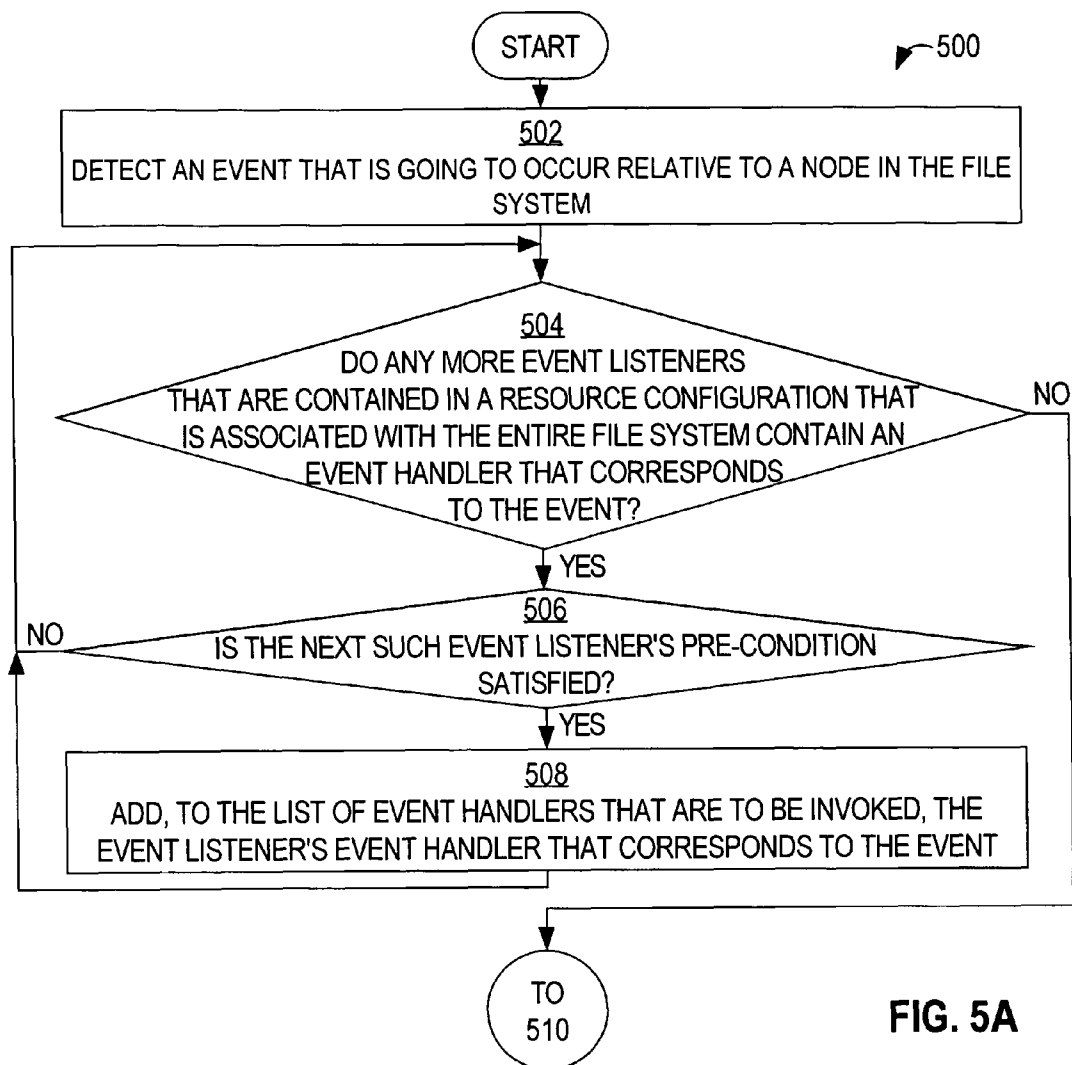 START
500
502
DETECT AN EVENT THAT IS GOING TO OCCUR RELATIVE TO A NODE IN THE FILE
SYSTEM
504
DO ANY MORE EVENT LISTENERS
THAT ARE CONTAINED IN A RESOURCE CONFIGURATION THAT
IS ASSOCIATED WITH THE ENTIRE FILE SYSTEM CONTAIN AN
EVENT HANDLER THAT CORRESPONDS
TO THE EVENT?
NO
YES
506
IS THE NEXT SUCH EVENT LISTENER'S PRE-CONDITION
SATISFIED?
NO
YES
508
ADD, TO THE LIST OF EVENT HANDLERS THAT ARE TO BE INVOKED, THE
EVENT LISTENER'S EVENT HANDLER THAT CORRESPONDS TO THE EVENT
TO
510
FIG. 5A